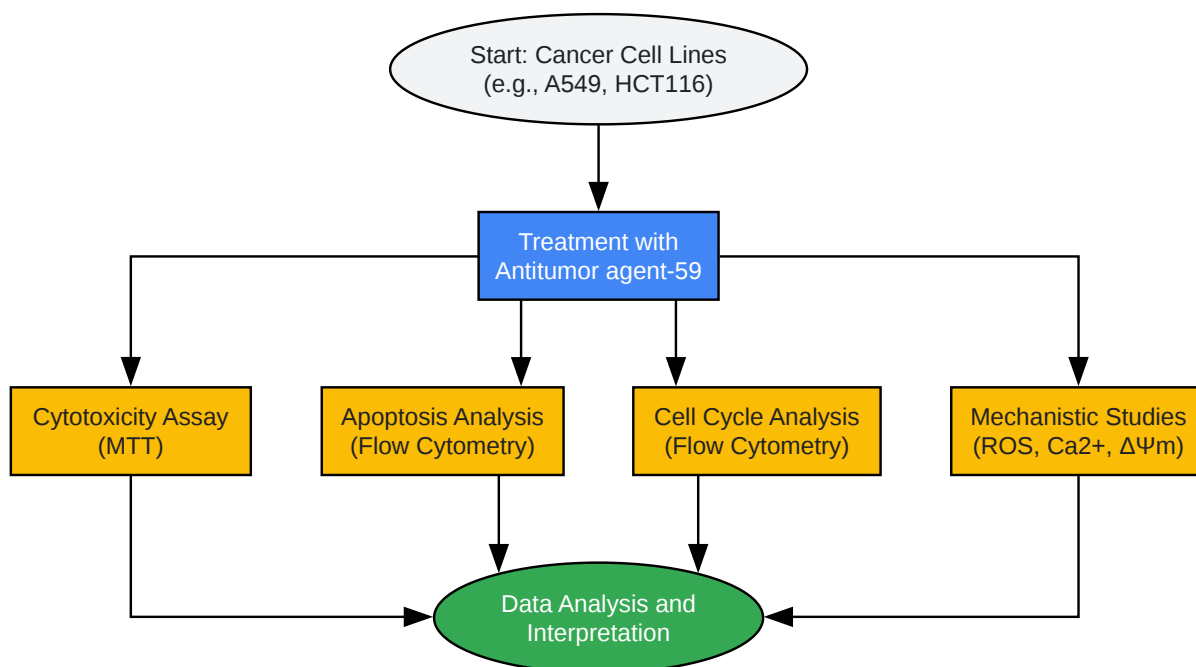 Start: Cancer Cell Lines
(e.g., A549, HCT116)
Treatment with
Antitumor agent-59
Cytotoxicity Assay
(MTT)
Apoptosis Analysis
(Flow Cytometry)
Cell Cycle Analysis
(Flow Cytometry)
Mechanistic Studies
(ROS, Ca2+, ΔΨm)
Data Analysis and
Interpretation